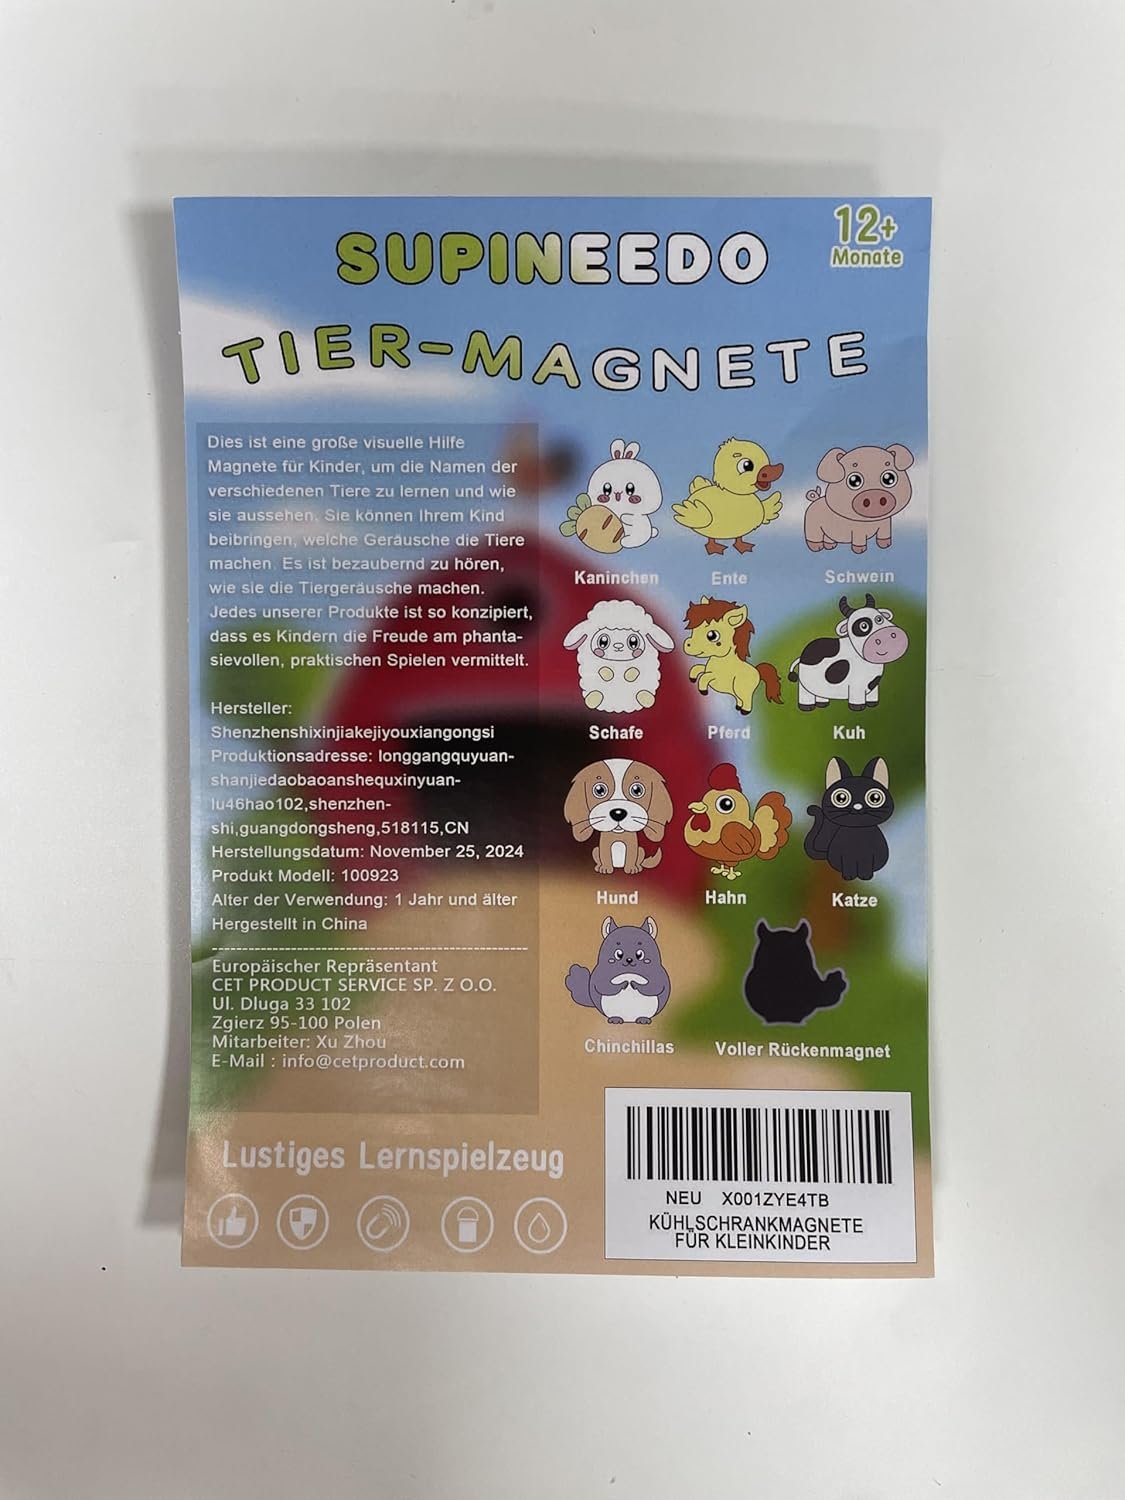 SUPINEEDO
12+
Monate
TIER-MAGNETE
Dies ist eine große visuelle Hilfe
Magnete für Kinder, um die Namen der
verschiedenen Tiere zu lernen und wie
sie aussehen. Sie können Ihrem Kind
beibringen, welche Geräusche die Tiere
machen. Es ist bezaubernd zu hören,
wie sie die Tiergeräusche machen.
Jedes unserer Produkte ist so konzipiert,
dass es Kindern die Freude am phanta-
sievollen, praktischen Spielen vermittelt.
Hersteller:
Shenzhenshixinjiakejiyouxiangongsi
Produktionsadresse: longgangquyuan-
shanjiedaobaoanshequxinyuan-
lu46hao102,shenzhen-
shi,guangdongsheng,518115,CN
Herstellungsdatum: November 25, 2024
Produkt Modell: 100923
Alter der Verwendung: 1 Jahr und älter
Hergestellt in China
Europäischer Repräsentant
CET PRODUCT SERVICE SP. Z O.O.
Ul. Dluga 33 102
Zgierz 95-100 Polen
Mitarbeiter: Xu Zhou
E-Mail : info@cetproduct.com
Kaninchen Ente Schwein
Schafe Pferd Kuh
Hund Hahn Katze
Chinchillas Voller Rückenmagnet
Lustiges Lernspielzeug
NEU X001ZYE4TB
KÜHLSCHRANKMAGNETE
FÜR KLEINKINDER